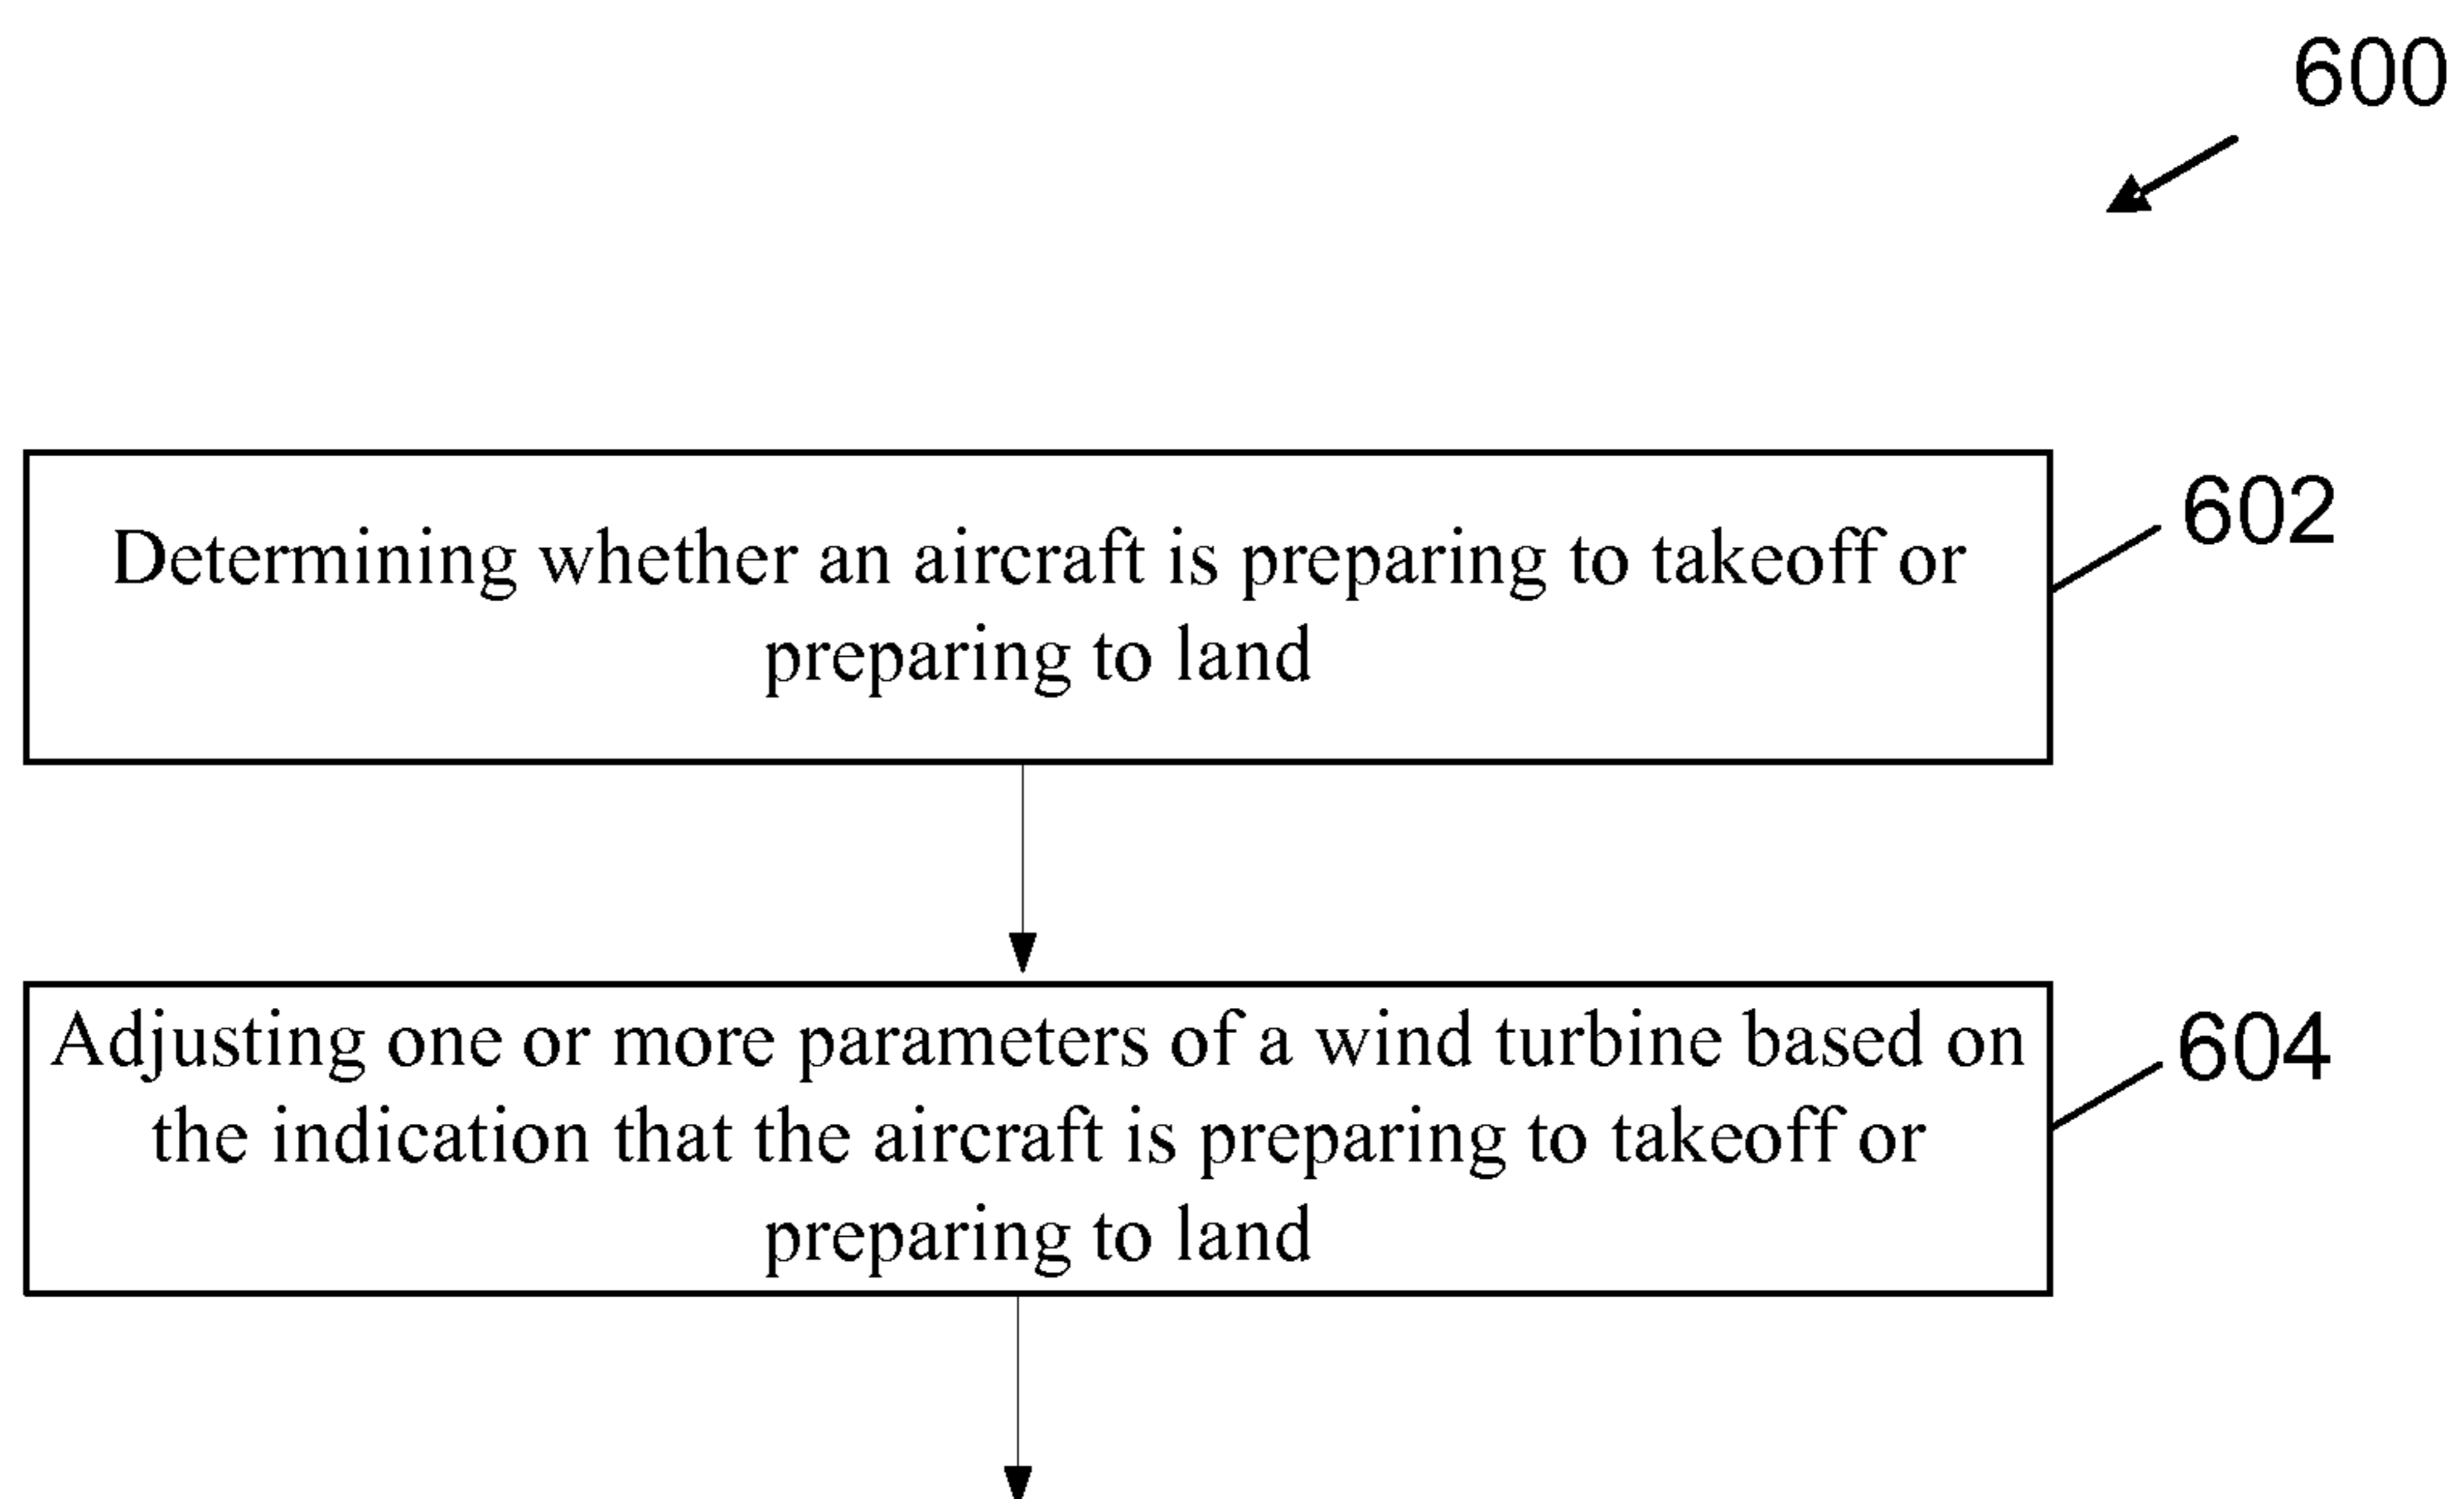 600
Determining whether an aircraft is preparing to takeoff or
preparing to land
602
Adjusting one or more parameters of a wind turbine based on
the indication that the aircraft is preparing to takeoff or
preparing to land
604